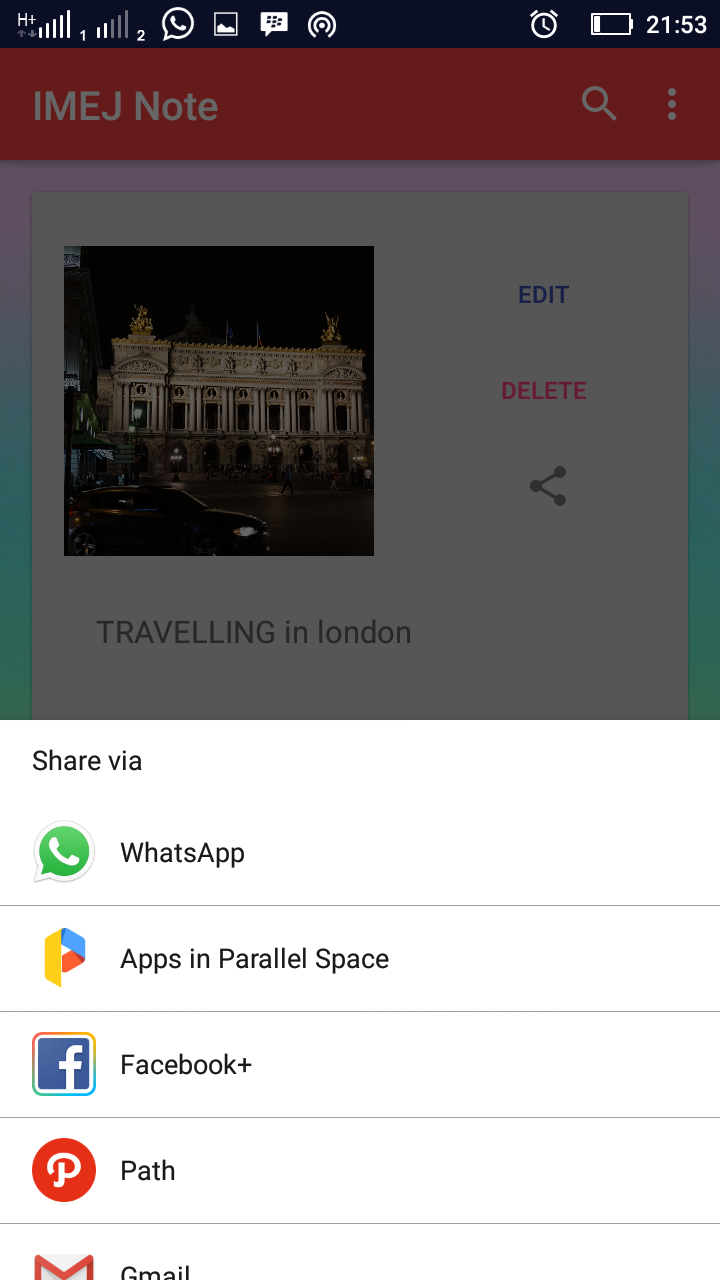 H+ 1 2 21:53
IMEJ Note
EDIT
DELETE
TRAVELLING in london
Share via
WhatsApp
Apps in Parallel Space
Facebook+
Path
Gmail